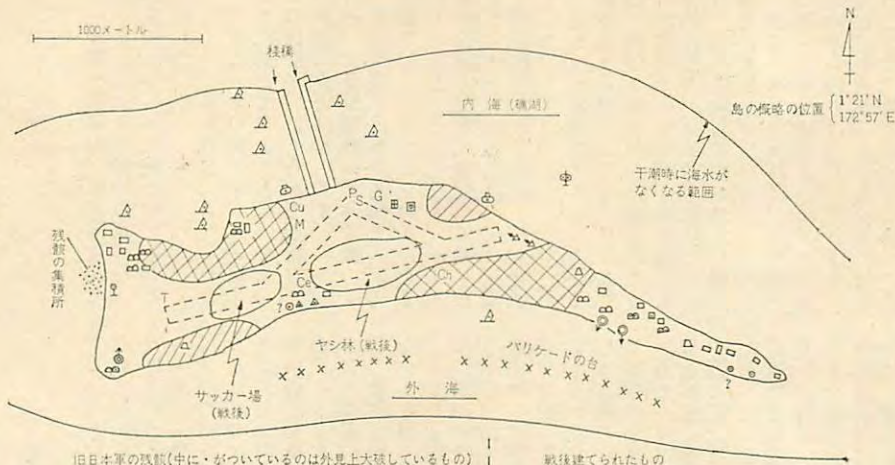 1000メートル
N
桟橋
内海(礁湖)
島の概略の位置 1°21'N
172°57'E
干潮時に海水が
なくなる範囲
残骸の集積所
Cu
M
P
S
G
Ce
Ch
T
?
?
サッカー場
(戦後)
ヤシ林(戦後)
バリケードの台
外海
旧日本軍の残骸(中に・がついているのは外見上大破しているもの)
戦後建てられたもの